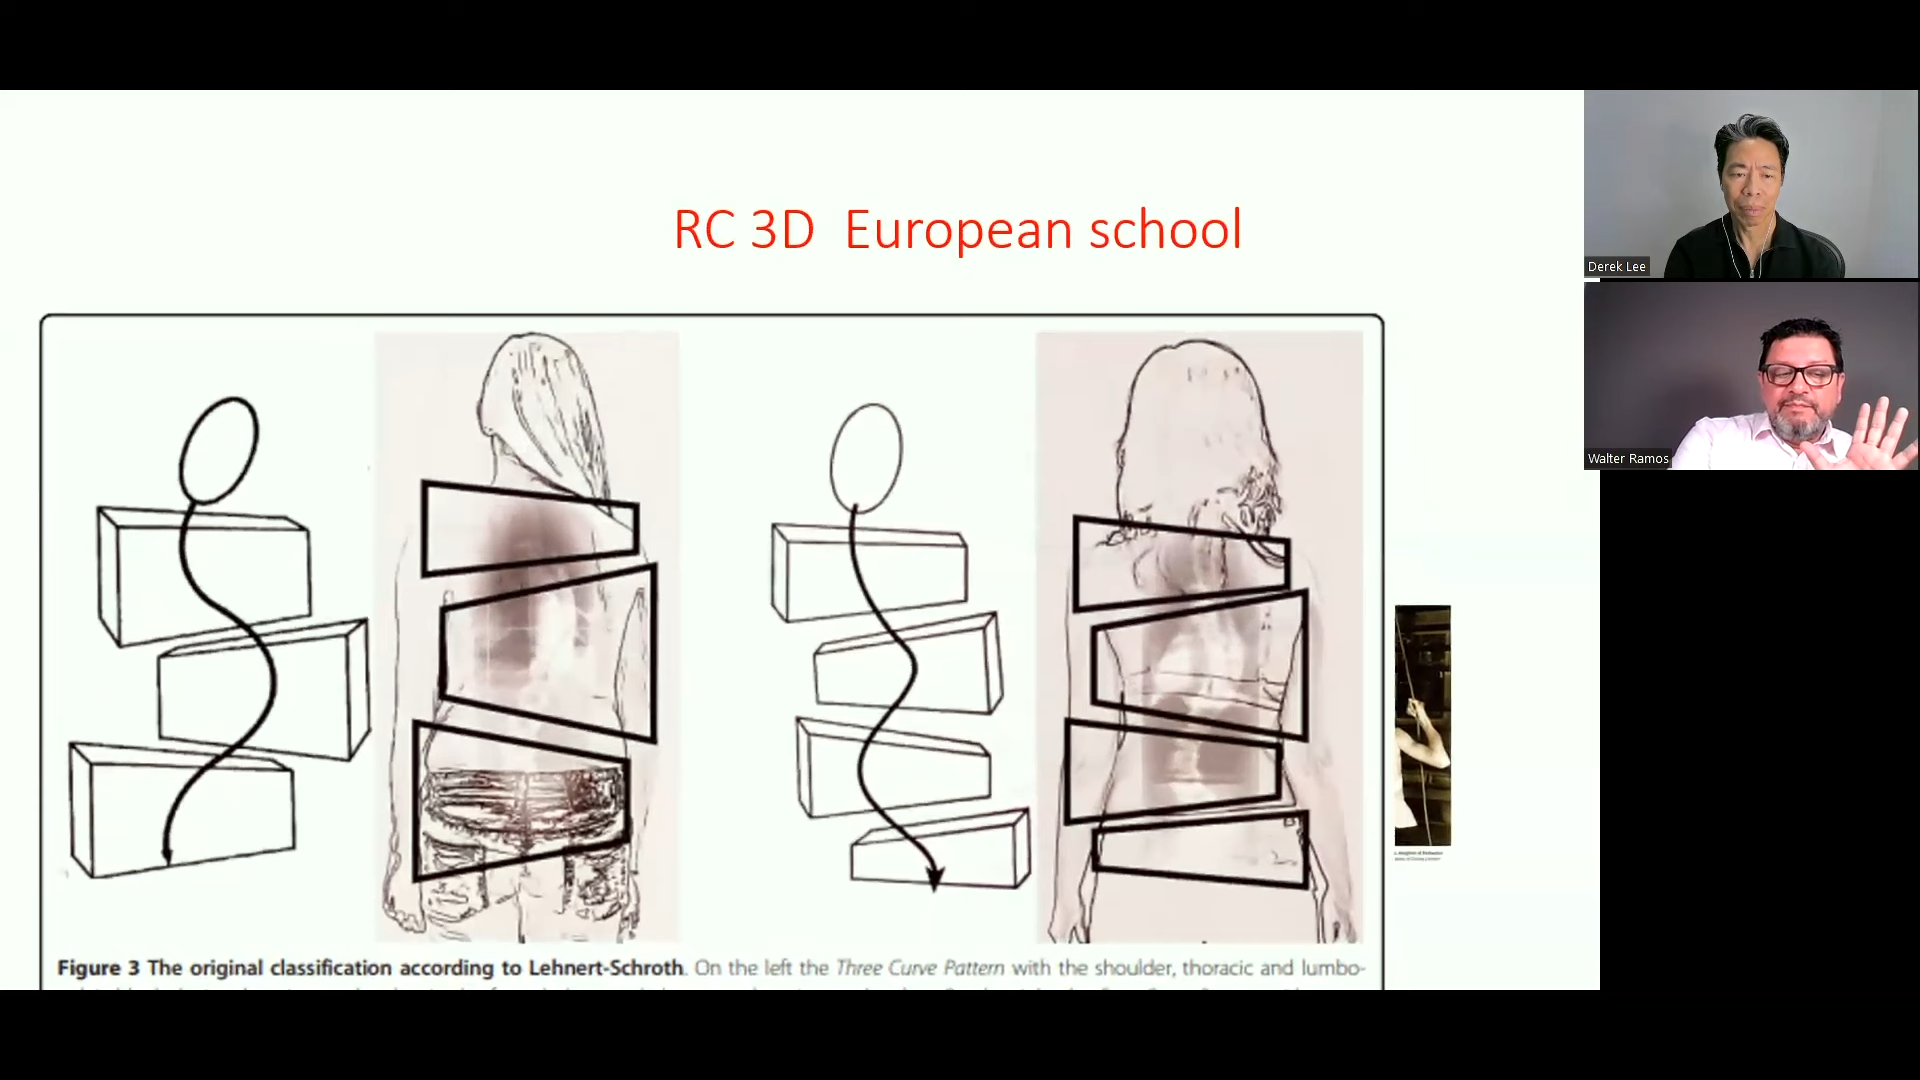 RC 3D European school
Derek Lee
Walter Ramos
Figure 3 The original classification according to Lehnert-Schroth. On the left the Three Curve Pattern with the shoulder, thoracic and lumbo-